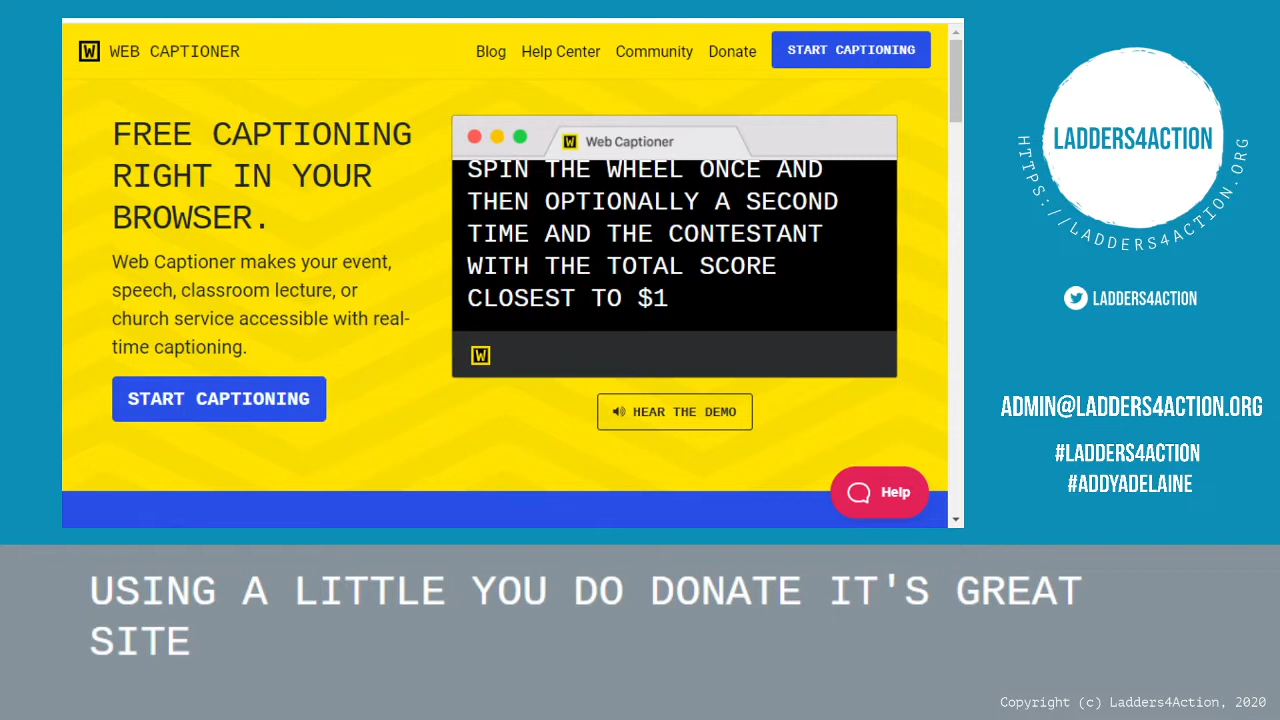 W WEB CAPTIONER
Blog Help Center Community Donate START CAPTIONING
FREE CAPTIONING
RIGHT IN YOUR
BROWSER.
Web Captioner makes your event,
speech, classroom lecture, or
church service accessible with real-
time captioning.
START CAPTIONING
W Web Captioner
SPIN THE WHEEL ONCE AND
THEN OPTIONALLY A SECOND
TIME AND THE CONTESTANT
WITH THE TOTAL SCORE
CLOSEST TO $1
W
HEAR THE DEMO
Help
LADDERS4ACTION
HTTPS://LADDERS4ACTION.ORG
LADDERS4ACTION
ADMIN@LADDERS4ACTION.ORG
#LADDERS4ACTION
#ADDYADELAINE
USING A LITTLE YOU DO DONATE IT'S GREAT
SITE
Copyright (c) Ladders4Action, 2020